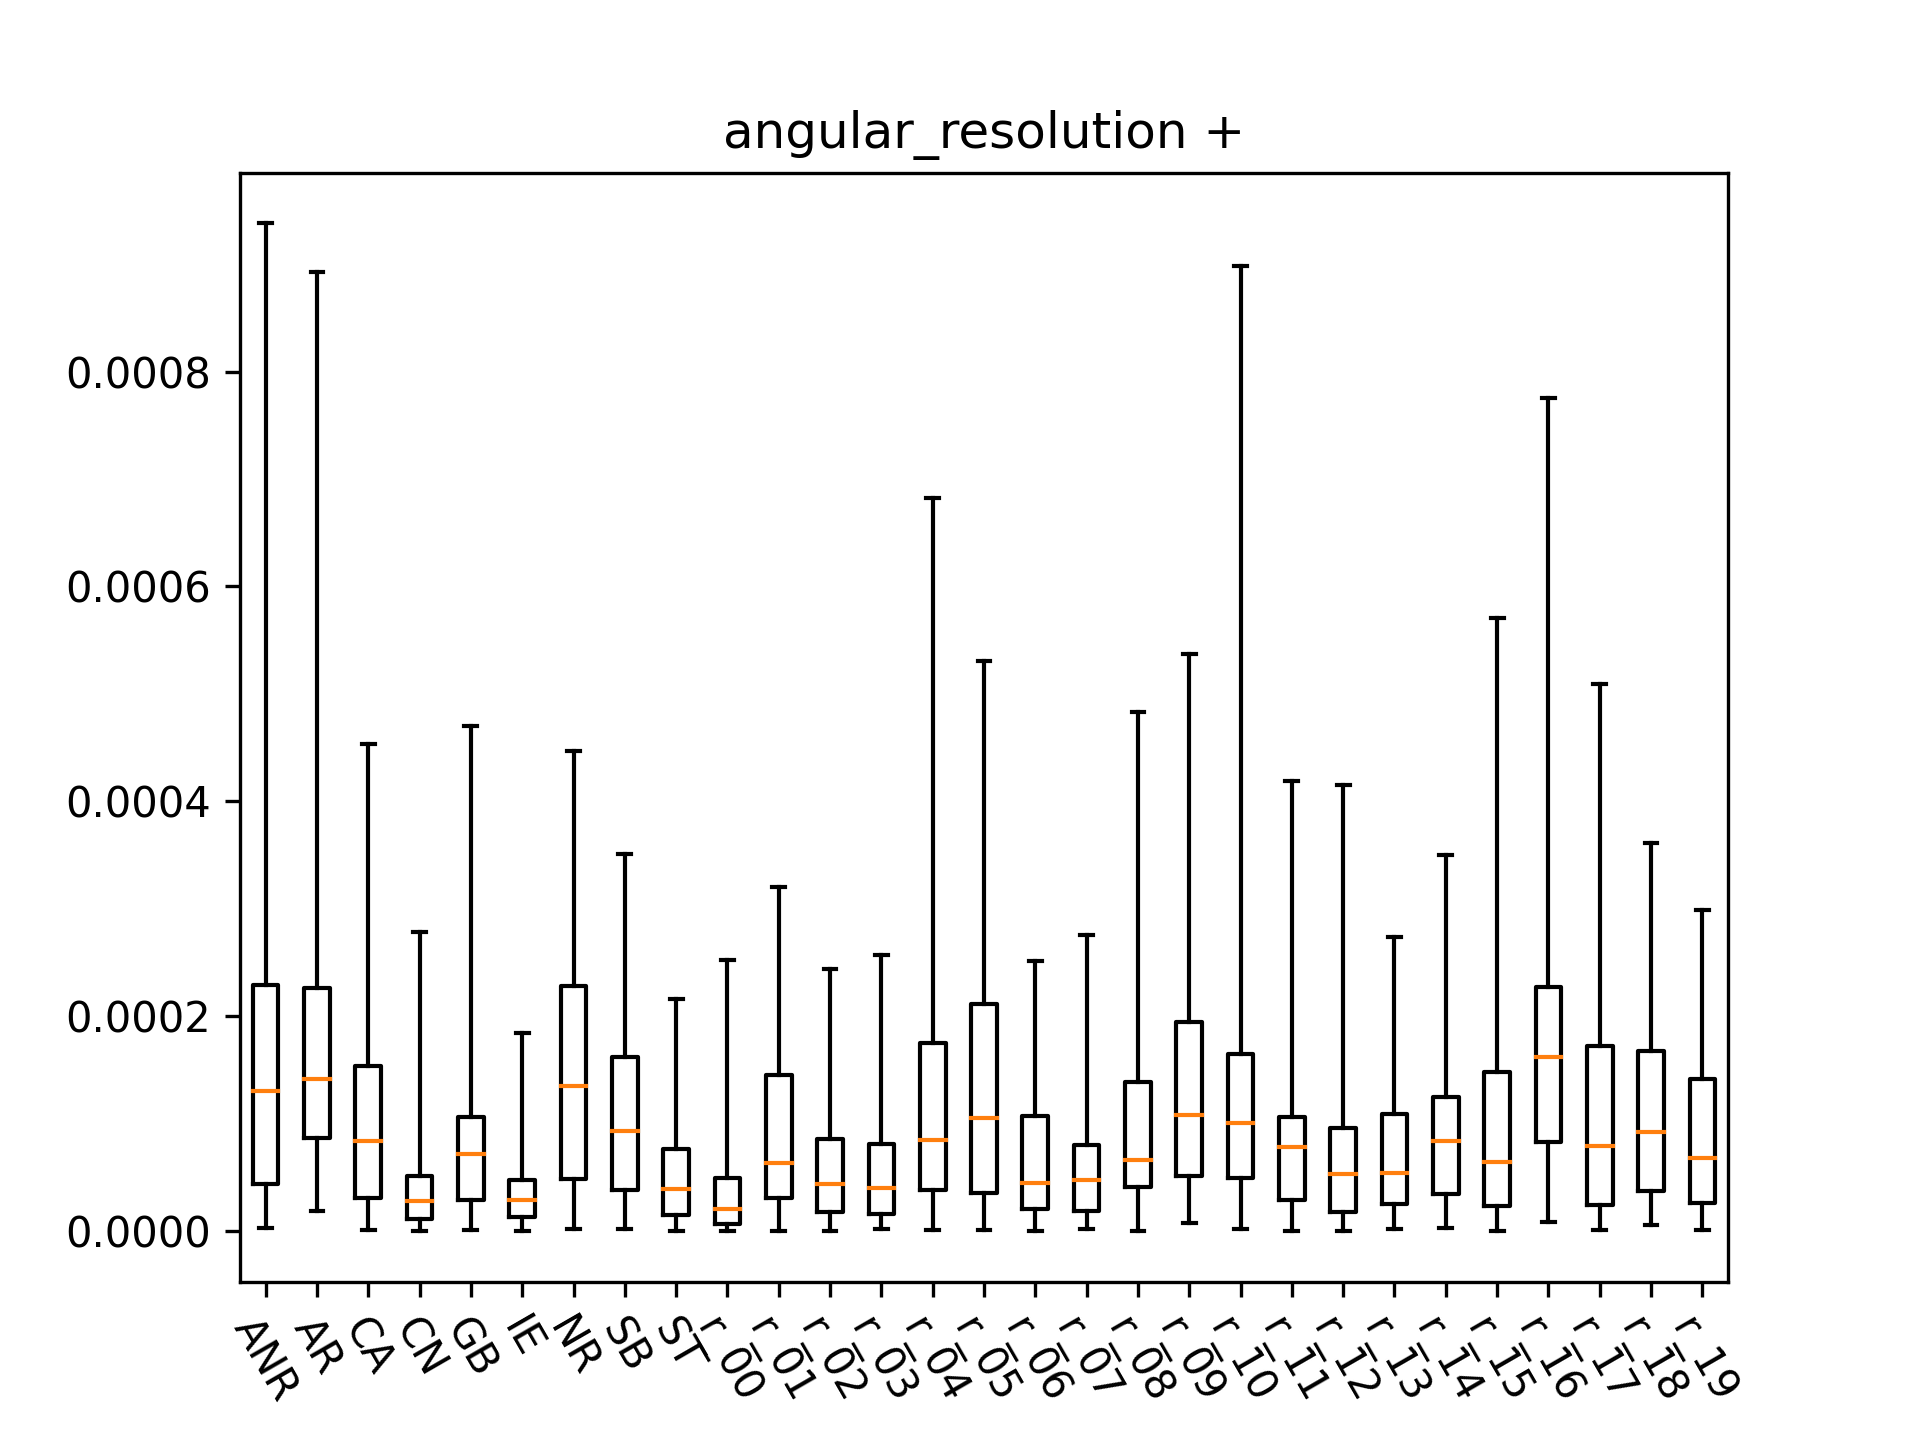 angular_resolution +
0.0008
0.0006
0.0004
0.0002
0.0000
ANR
AR
CA
CN
GB
IE
NR
SB
ST
r_00
r_01
r_02
r_03
r_04
r_05
r_06
r_07
r_08
r_09
r_10
r_11
r_12
r_13
r_14
r_15
r_16
r_17
r_18
r_19